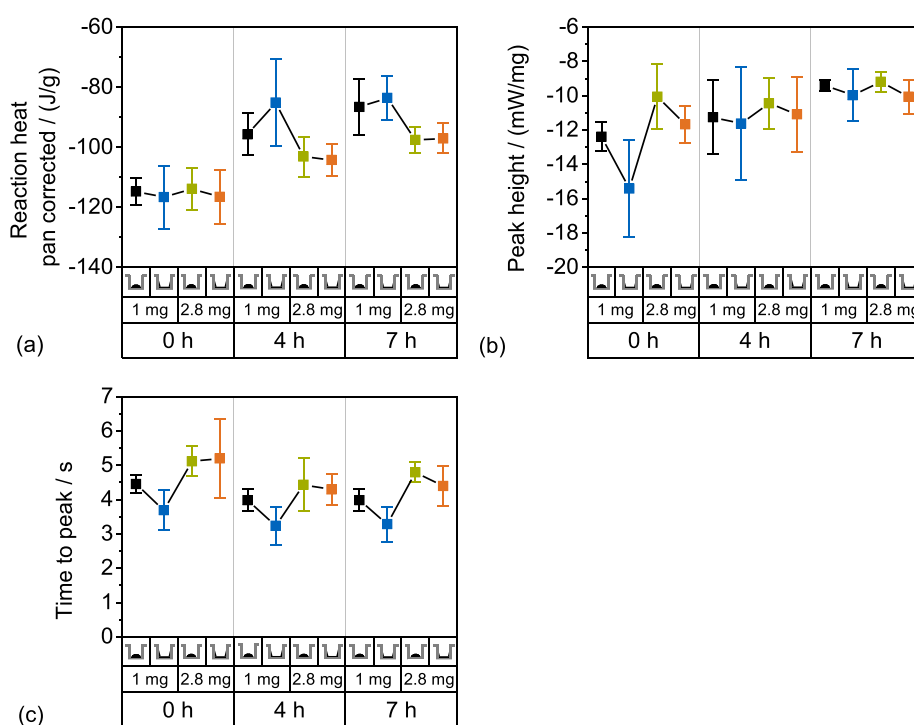 -60
-80
-100
-120
-140
Reaction heat
pan corrected / (J/g)
1 mg 2.8 mg 1 mg 2.8 mg 1 mg 2.8 mg
0 h 4 h 7 h
(a)
-6
-8
-10
-12
-14
-16
-18
-20
Peak height / (mW/mg)
1 mg 2.8 mg 1 mg 2.8 mg 1 mg 2.8 mg
0 h 4 h 7 h
(b)
7
6
5
4
3
2
1
0
Time to peak / s
1 mg 2.8 mg 1 mg 2.8 mg 1 mg 2.8 mg
0 h 4 h 7 h
(c)